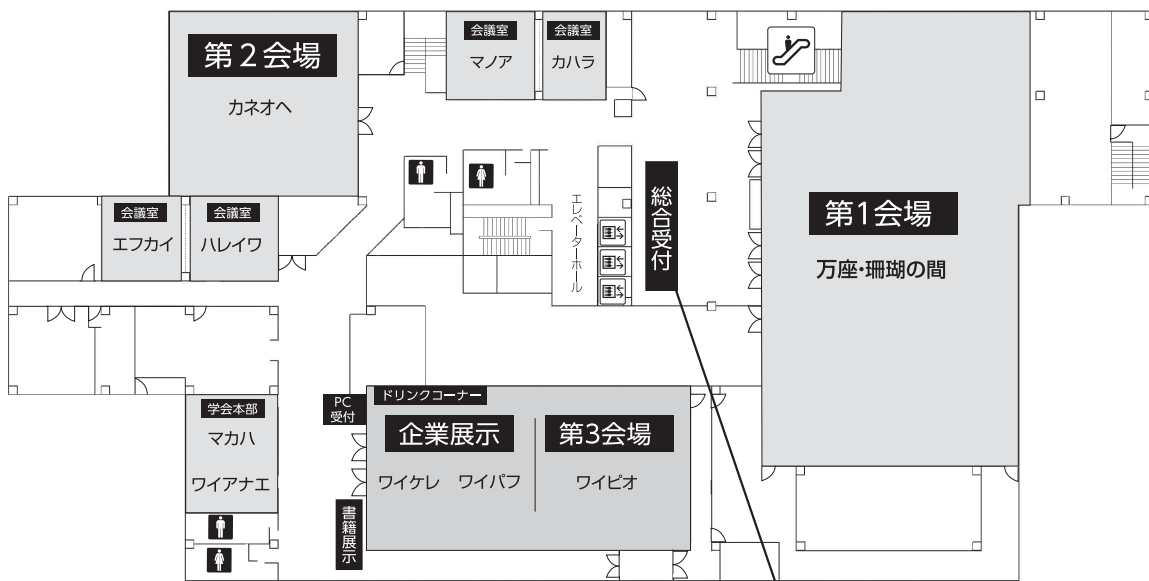 第2会場
カネオヘ
会議室
マノア
会議室
カハラ
会議室
エフカイ
会議室
ハレイワ
エレベーターホール
総合受付
第1会場
万座・珊瑚の間
学会本部
マカハ
ワイアナエ
PC
受付
ドリンクコーナー
企業展示
ワイケレ ワイパフ
第3会場
ワイピオ
書籍展示